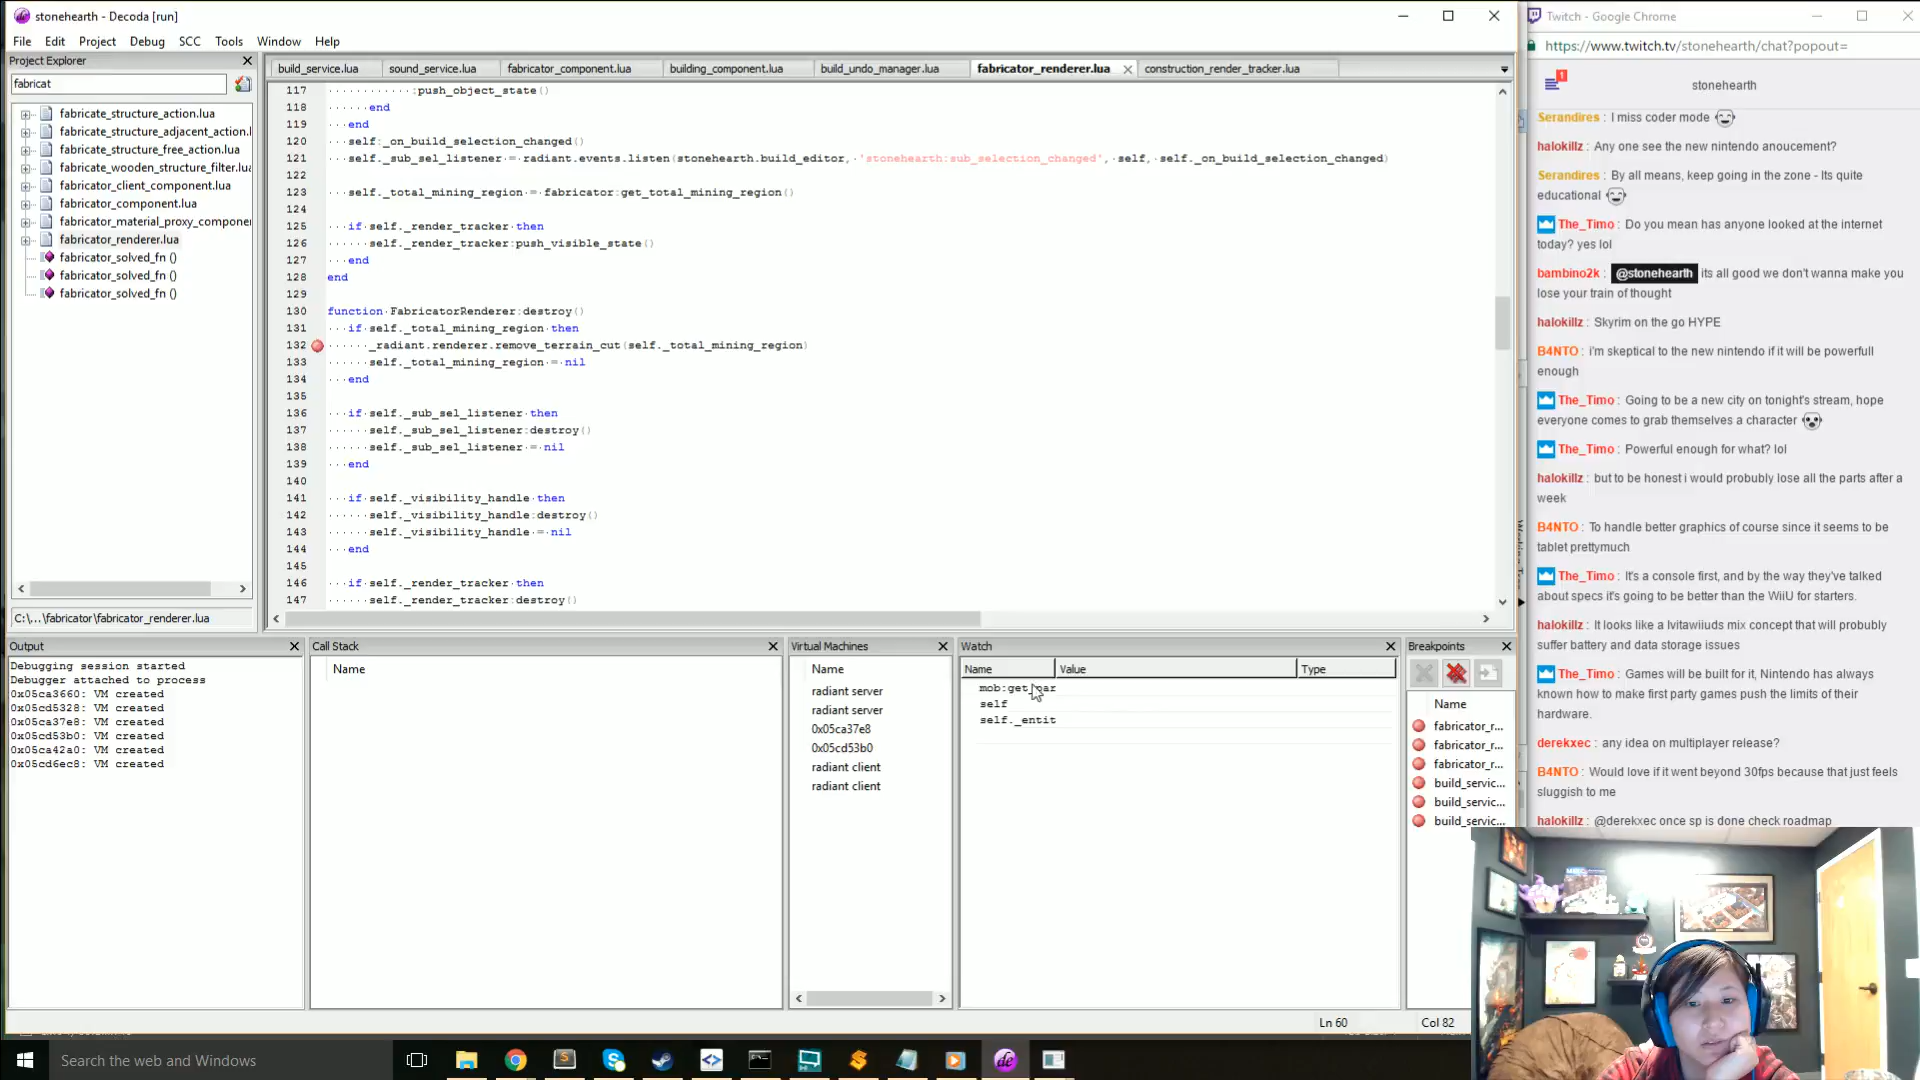 stonehearth - Decoda [run]
File Edit Project Debug SCC Tools Window Help
Project Explorer
fabricat
fabricate_structure_action.lua
fabricate_structure_adjacent_action.l
fabricate_structure_free_action.lua
fabricate_wooden_structure_filter.lua
fabricator_client_component.lua
fabricator_component.lua
fabricator_material_proxy_compone
fabricator_renderer.lua
fabricator_solved_fn ()
fabricator_solved_fn ()
fabricator_solved_fn ()
C:\...\fabricator\fabricator_renderer.lua
build_service.lua sound_service.lua fabricator_component.lua building_component.lua build_undo_manager.lua fabricator_renderer.lua construction_render_tracker.lua
117 :push_object_state()
118 end
119 end
120 self:_on_build_selection_changed()
121 self._sub_sel_listener = radiant.events.listen(stonehearth.build_editor, 'stonehearth:sub_selection_changed', self, self._on_build_selection_changed)
122
123 self._total_mining_region = fabricator:get_total_mining_region()
124
125 if self._render_tracker then
126 self._render_tracker:push_visible_state()
127 end
128 end
129
130 function FabricatorRenderer:destroy()
131 if self._total_mining_region then
132 _radiant.renderer.remove_terrain_cut(self._total_mining_region)
133 self._total_mining_region = nil
134 end
135
136 if self._sub_sel_listener then
137 self._sub_sel_listener:destroy()
138 self._sub_sel_listener = nil
139 end
140
141 if self._visibility_handle then
142 self._visibility_handle:destroy()
143 self._visibility_handle = nil
144 end
145
146 if self._render_tracker then
147 self._render_tracker:destroy()
Output
Debugging session started
Debugger attached to process
0x05ca3660: VM created
0x05cd5328: VM created
0x05ca37e8: VM created
0x05cd53b0: VM created
0x05ca42a0: VM created
0x05cd6ec8: VM created
Call Stack
Name
Virtual Machines
Name
radiant server
radiant server
0x05ca37e8
0x05cd53b0
radiant client
radiant client
Watch
Name Value Type
self
self._entit
Breakpoints
Name
fabricator_r...
fabricator_r...
fabricator_r...
build_servic...
build_servic...
build_servic...
Ln 60 Col 82
Search the web and Windows
Twitch - Google Chrome
https://www.twitch.tv/stonehearth/chat?popout=
1
stonehearth
Serandires : I miss coder mode
halokillz : Any one see the new nintendo anoucement?
Serandires : By all means, keep going in the zone - Its quite
educational
The_Timo : Do you mean has anyone looked at the internet
today? yes lol
bambino2k : @stonehearth its all good we don't wanna make you
lose your train of thought
halokillz : Skyrim on the go HYPE
B4NTO : i'm skeptical to the new nintendo if it will be powerfull
enough
The_Timo : Going to be a new city on tonight's stream, hope
everyone comes to grab themselves a character
The_Timo : Powerful enough for what? lol
halokillz : but to be honest i would probably lose all the parts after a
week
B4NTO : To handle better graphics of course since it seems to be
tablet prettymuch
The_Timo : It's a console first, and by the way they've talked
about specs it's going to be better than the WiiU for starters.
halokillz : It looks like a lvitawiiuds mix concept that will probably
suffer battery and data storage issues
The_Timo : Games will be built for it, Nintendo has always
known how to make first party games push the limits of their
hardware.
derekxec : any idea on multiplayer release?
B4NTO : Would love if it went beyond 30fps because that just feels
sluggish to me
halokillz : @derekxec once sp is done check roadmap